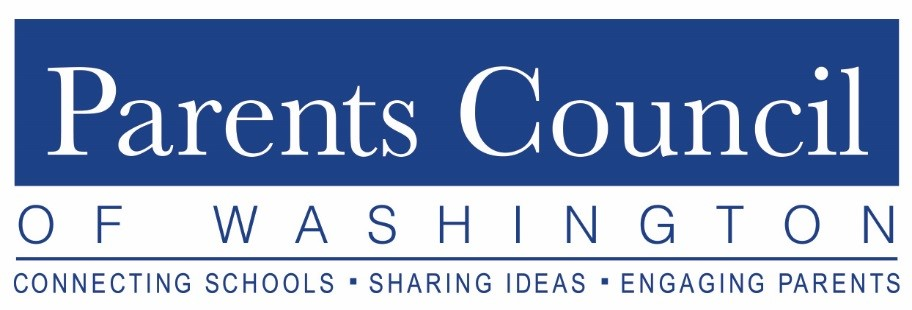 Parents Council
OF WASHINGTON
CONNECTING SCHOOLS ▪ SHARING IDEAS ▪ ENGAGING PARENTS